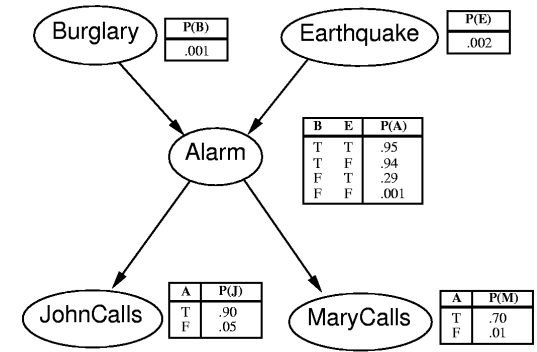 Burglary
P(B)
.001
Earthquake
P(E)
.002
Alarm
B E P(A)
T T .95
T F .94
F T .29
F F .001
JohnCalls
A P(J)
T .90
F .05
MaryCalls
A P(M)
T .70
F .01